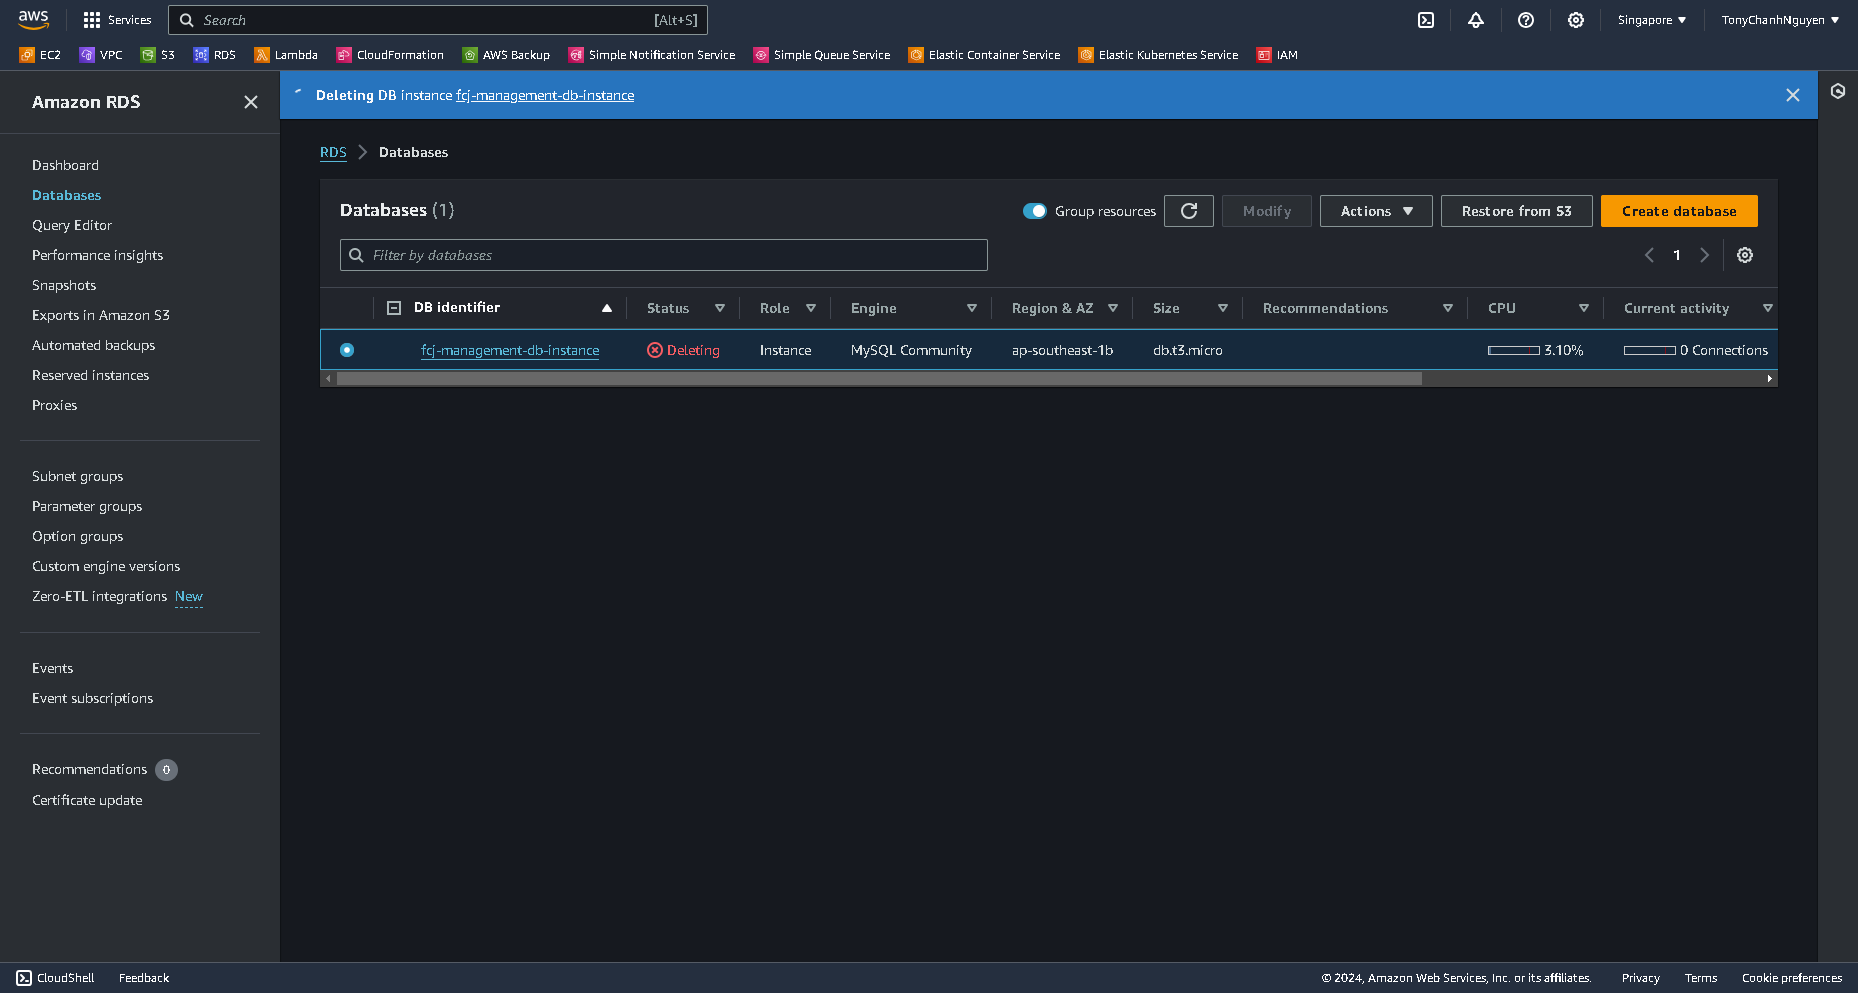 aws
Services
Search
[Alt+S]
Singapore
TonyChanhNguyen
EC2
VPC
S3
RDS
Lambda
CloudFormation
AWS Backup
Simple Notification Service
Simple Queue Service
Elastic Container Service
Elastic Kubernetes Service
IAM
Amazon RDS
Dashboard
Databases
Query Editor
Performance insights
Snapshots
Exports in Amazon S3
Automated backups
Reserved instances
Proxies
Subnet groups
Parameter groups
Option groups
Custom engine versions
Zero-ETL integrations New
Events
Event subscriptions
Recommendations 0
Certificate update
Deleting DB instance fcj-management-db-instance
RDS
Databases
Databases (1)
Group resources
Modify
Actions
Restore from S3
Create database
Filter by databases
1
DB identifier
Status
Role
Engine
Region & AZ
Size
Recommendations
CPU
Current activity
fcj-management-db-instance
Deleting
Instance
MySQL Community
ap-southeast-1b
db.t3.micro
3.10%
0 Connections
CloudShell
Feedback
© 2024, Amazon Web Services, Inc. or its affiliates.
Privacy
Terms
Cookie preferences